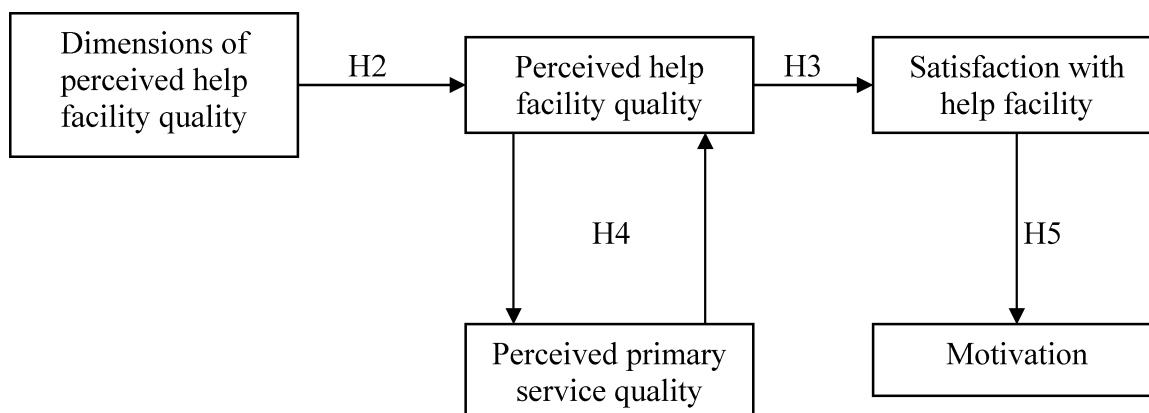 Dimensions of
perceived help
facility quality
H2
Perceived help
facility quality
H3
Satisfaction with
help facility
H4
H5
Perceived primary
service quality
Motivation